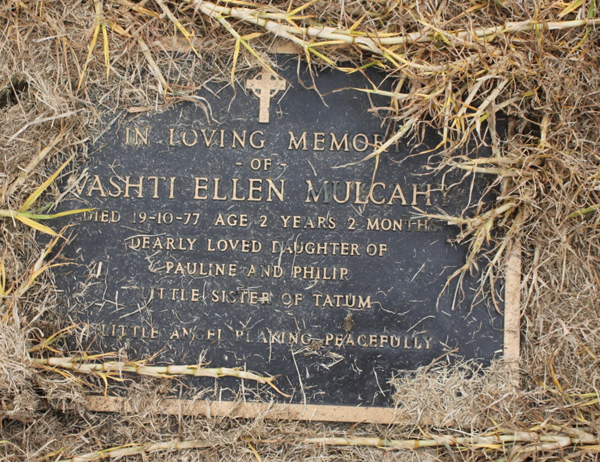 IN LOVING MEMORY
- OF -
VASHTI ELLEN MULCAHY
DIED 19-10-77 AGE 2 YEARS 2 MONTHS
DEARLY LOVED DAUGHTER OF
PAULINE AND PHILIP
LITTLE SISTER OF TATUM
LITTLE ANGEL PLAYING PEACEFULLY